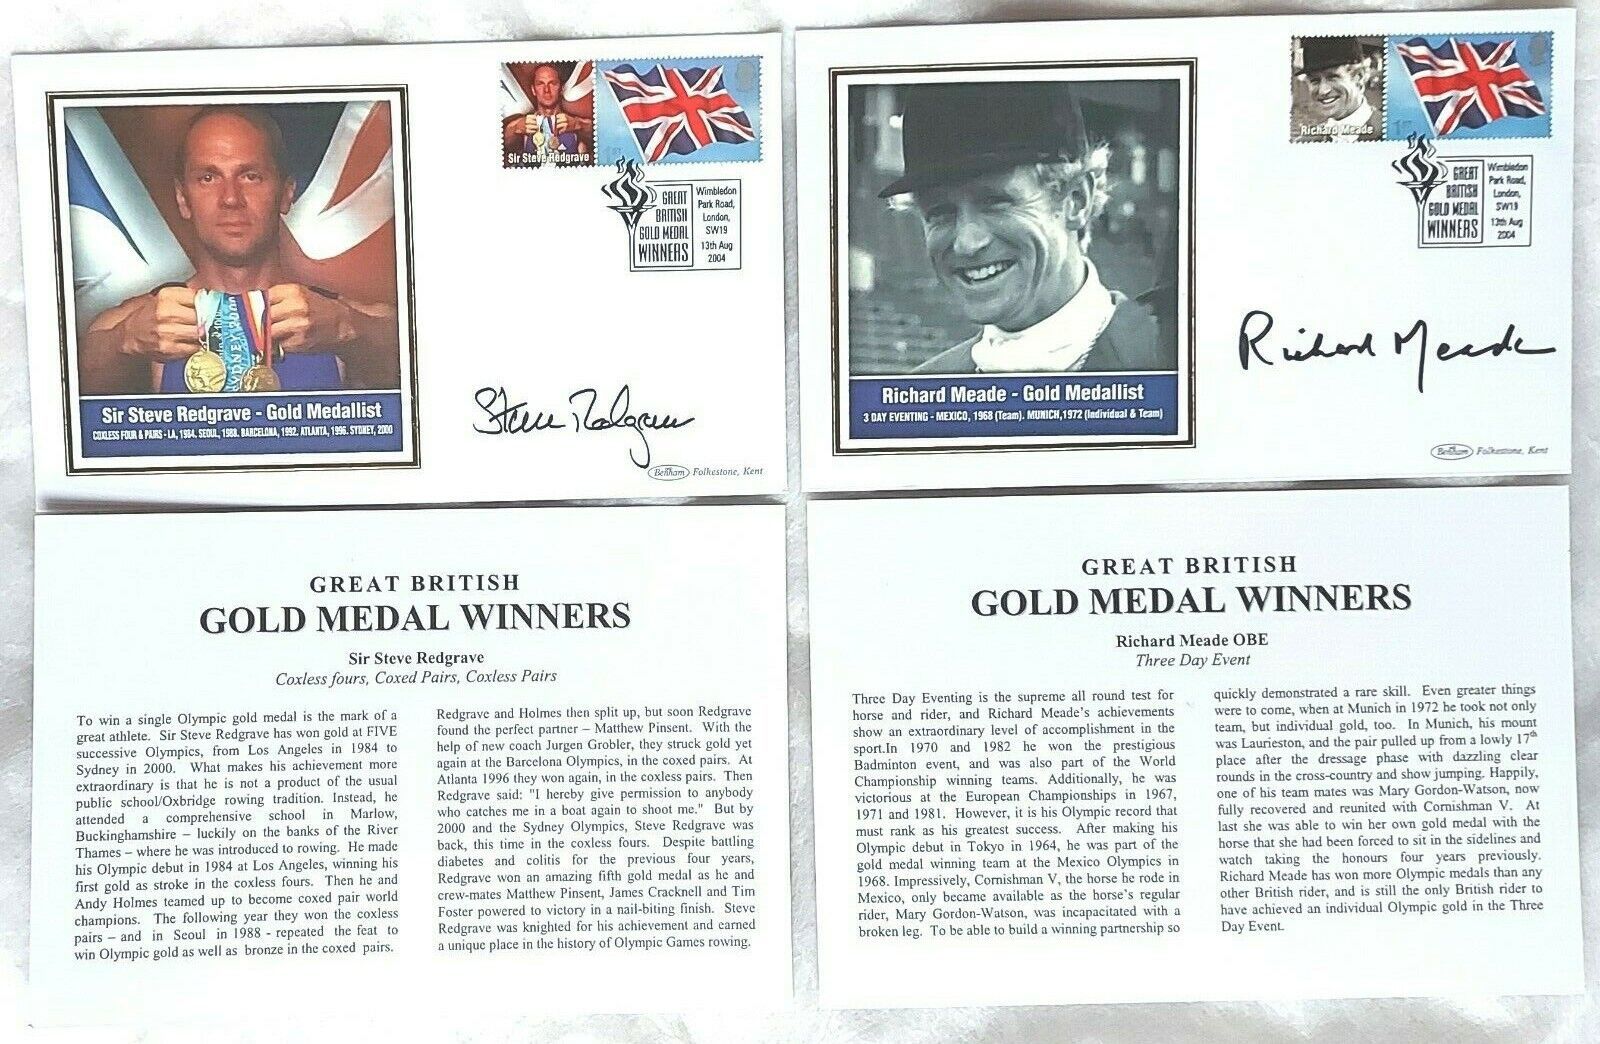 Sir Steve Redgrave
1st
GREAT
BRITISH
GOLD MEDAL
WINNERS
Wimbledon
Park Road,
London,
SW19
13th Aug
2004
SYDNEY 2000
Sir Steve Redgrave - Gold Medallist
COXLESS FOUR & PAIRS - LA, 1984. SEOUL, 1988. BARCELONA, 1992. ATLANTA, 1996. SYDNEY, 2000
Steve Redgrave
Benham Folkestone, Kent
Richard Meade
1st
GREAT
BRITISH
GOLD MEDAL
WINNERS
Wimbledon
Park Road,
London,
SW19
13th Aug
2004
Richard Meade - Gold Medallist
3 DAY EVENTING - MEXICO, 1968 (Team). MUNICH,1972 (Individual & Team)
Richard Meade
Benham Folkestone, Kent
GREAT BRITISH
GOLD MEDAL WINNERS
Sir Steve Redgrave
Coxless fours, Coxed Pairs, Coxless Pairs
To win a single Olympic gold medal is the mark of a
great athlete. Sir Steve Redgrave has won gold at FIVE
successive Olympics, from Los Angeles in 1984 to
Sydney in 2000. What makes his achievement more
extraordinary is that he is not a product of the usual
public school/Oxbridge rowing tradition. Instead, he
attended a comprehensive school in Marlow,
Buckinghamshire – luckily on the banks of the River
Thames – where he was introduced to rowing. He made
his Olympic debut in 1984 at Los Angeles, winning his
first gold as stroke in the coxless fours. Then he and
Andy Holmes teamed up to become coxed pair world
champions. The following year they won the coxless
pairs – and in Seoul in 1988 - repeated the feat to
win Olympic gold as well as bronze in the coxed pairs.
Redgrave and Holmes then split up, but soon Redgrave
found the perfect partner – Matthew Pinsent. With the
help of new coach Jurgen Grobler, they struck gold yet
again at the Barcelona Olympics, in the coxed pairs. At
Atlanta 1996 they won again, in the coxless pairs. Then
Redgrave said: "I hereby give permission to anybody
who catches me in a boat again to shoot me." But by
2000 and the Sydney Olympics, Steve Redgrave was
back, this time in the coxless fours. Despite battling
diabetes and colitis for the previous four years,
Redgrave won an amazing fifth gold medal as he and
crew-mates Matthew Pinsent, James Cracknell and Tim
Foster powered to victory in a nail-biting finish. Steve
Redgrave was knighted for his achievement and earned
a unique place in the history of Olympic Games rowing.
GREAT BRITISH
GOLD MEDAL WINNERS
Richard Meade OBE
Three Day Event
Three Day Eventing is the supreme all round test for
horse and rider, and Richard Meade's achievements
show an extraordinary level of accomplishment in the
sport.In 1970 and 1982 he won the prestigious
Badminton event, and was also part of the World
Championship winning teams. Additionally, he was
victorious at the European Championships in 1967,
1971 and 1981. However, it is his Olympic record that
must rank as his greatest success. After making his
Olympic debut in Tokyo in 1964, he was part of the
gold medal winning team at the Mexico Olympics in
1968. Impressively, Cornishman V, the horse he rode in
Mexico, only became available as the horse's regular
rider, Mary Gordon-Watson, was incapacitated with a
broken leg. To be able to build a winning partnership so
quickly demonstrated a rare skill. Even greater things
were to come, when at Munich in 1972 he took not only
team, but individual gold, too. In Munich, his mount
was Laurieston, and the pair pulled up from a lowly 17th
place after the dressage phase with dazzling clear
rounds in the cross-country and show jumping. Happily,
one of his team mates was Mary Gordon-Watson, now
fully recovered and reunited with Cornishman V. At
last she was able to win her own gold medal with the
horse that she had been forced to sit in the sidelines and
watch taking the honours four years previously.
Richard Meade has won more Olympic medals than any
other British rider, and is still the only British rider to
have achieved an individual Olympic gold in the Three
Day Event.